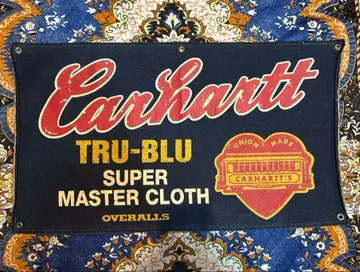 Carhartt
TRU-BLU
SUPER
MASTER CLOTH
OVERALLS
UNION MADE
CARHARTT'S